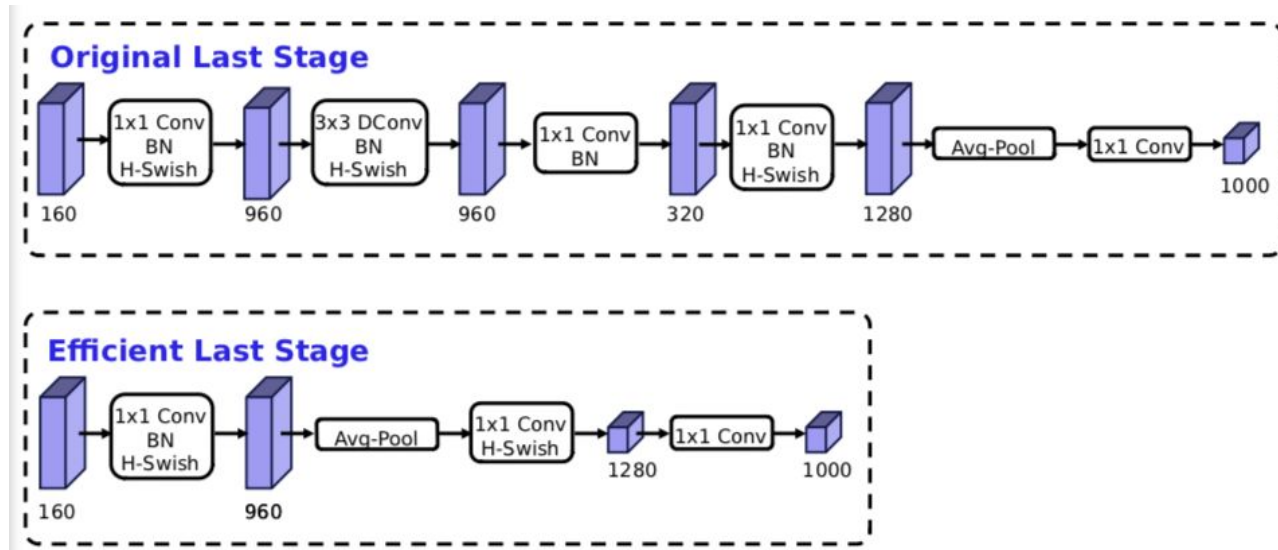 Original Last Stage
1x1 Conv
BN
H-Swish
3x3 DConv
BN
H-Swish
1x1 Conv
BN
1x1 Conv
BN
H-Swish
Avg-Pool
1x1 Conv
160
960
960
320
1280
1000
Efficient Last Stage
1x1 Conv
BN
H-Swish
Avg-Pool
1x1 Conv
H-Swish
1x1 Conv
160
960
1280
1000